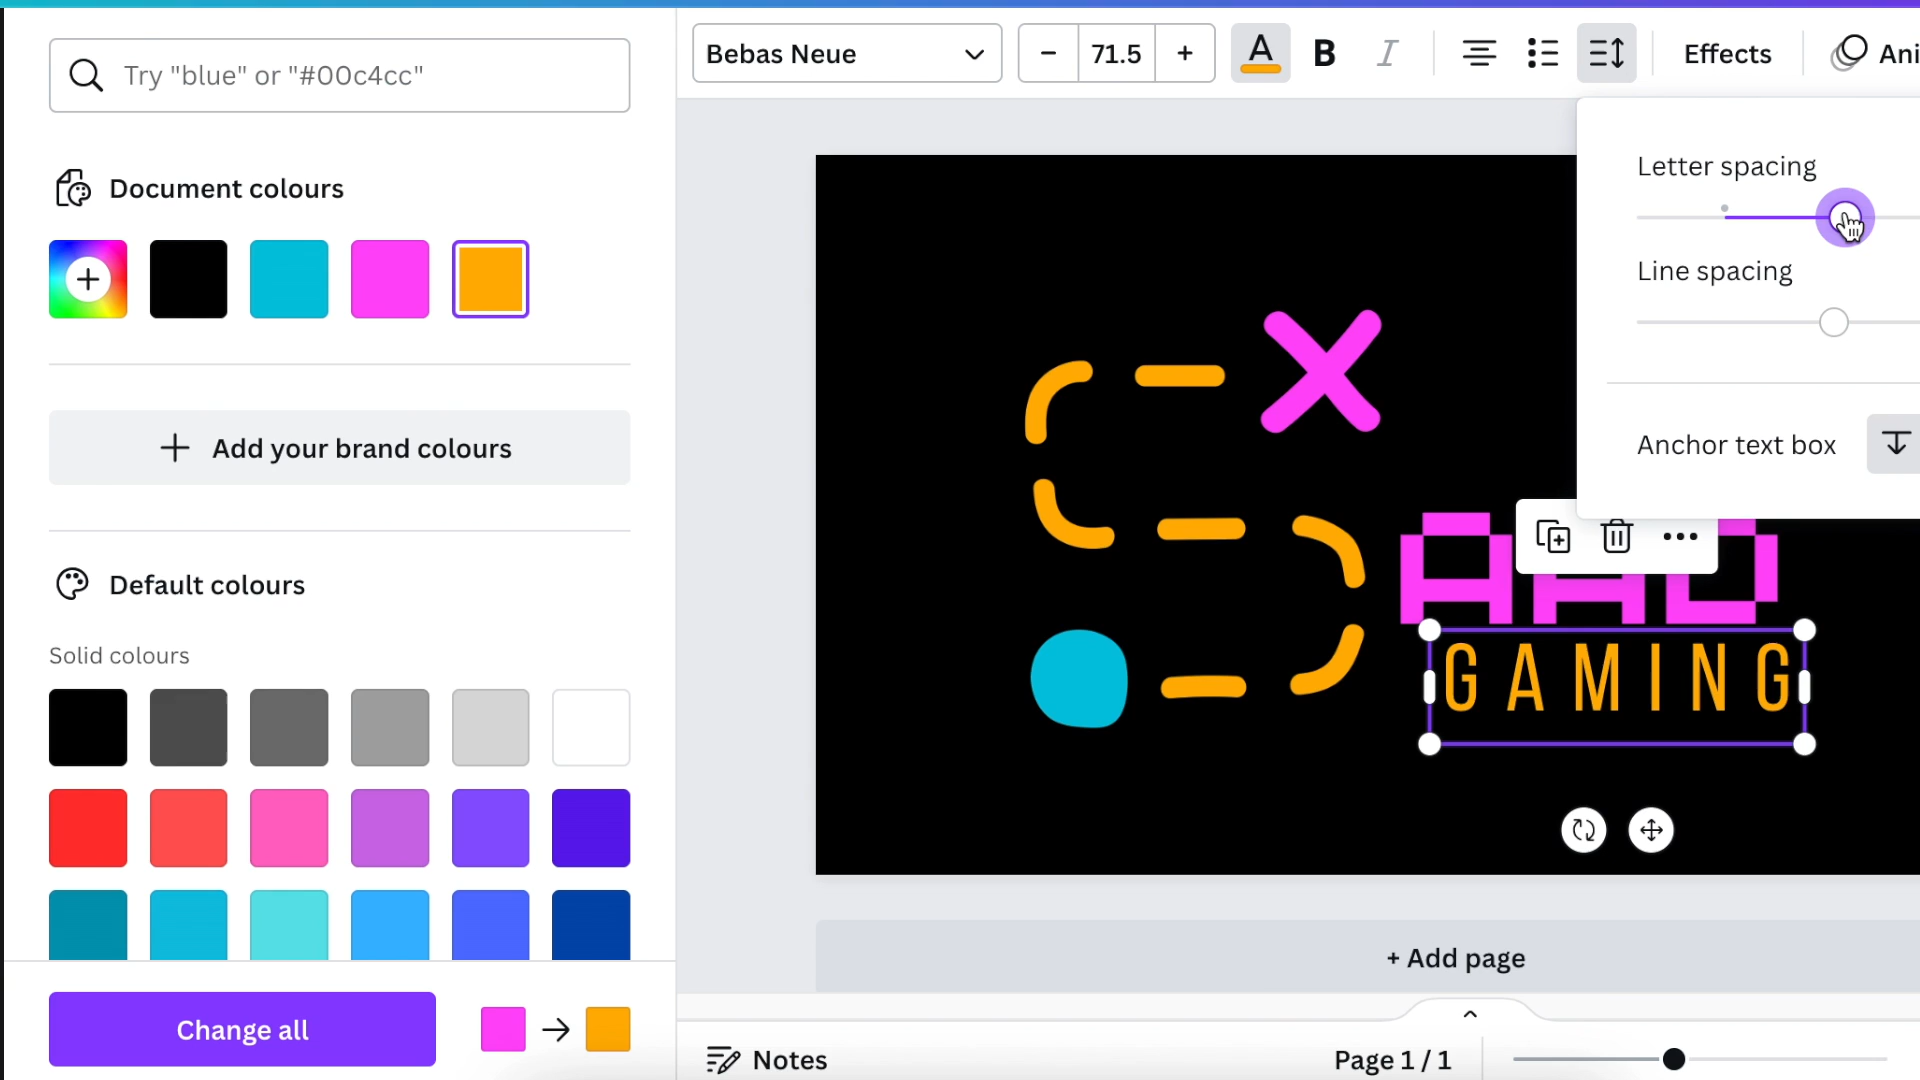 Try "blue" or "#00c4cc"
Document colours
Add your brand colours
Default colours
Solid colours
Change all
Bebas Neue
71.5
A
B
I
Effects
Ani
Letter spacing
Line spacing
Anchor text box
GAMING
+ Add page
Notes
Page 1 / 1